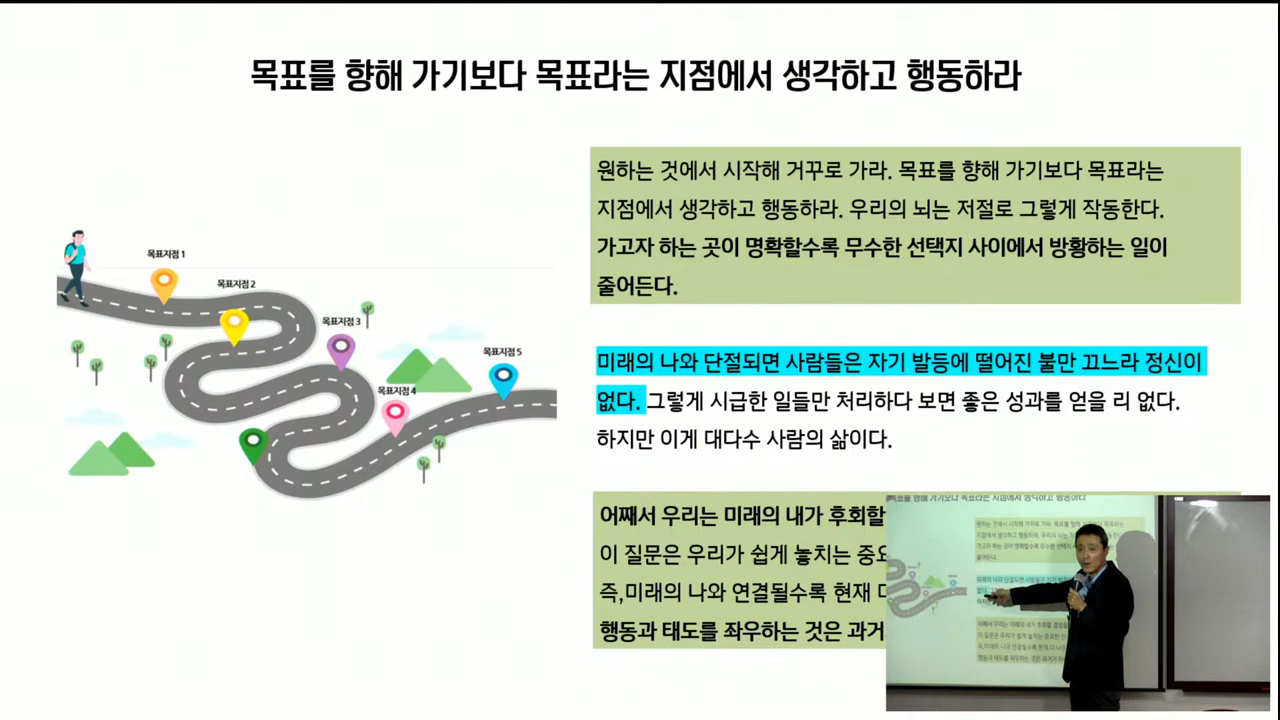 목표를 향해 가기보다 목표라는 지점에서 생각하고 행동하라
목표지점 1
목표지점 2
목표지점 3
목표지점 4
목표지점 5
원하는 것에서 시작해 거꾸로 가라. 목표를 향해 가기보다 목표라는
지점에서 생각하고 행동하라. 우리의 뇌는 저절로 그렇게 작동한다.
가고자 하는 곳이 명확할수록 무수한 선택지 사이에서 방황하는 일이
줄어든다.
미래의 나와 단절되면 사람들은 자기 발등에 떨어진 불만 끄느라 정신이
없다. 그렇게 시급한 일들만 처리하다 보면 좋은 성과를 얻을 리 없다.
하지만 이게 대다수 사람의 삶이다.
어째서 우리는 미래의 내가 후회할
이 질문은 우리가 쉽게 놓치는
즉,미래의 나와 연결될수록 현재
행동과 태도를 좌우하는 것은 과거